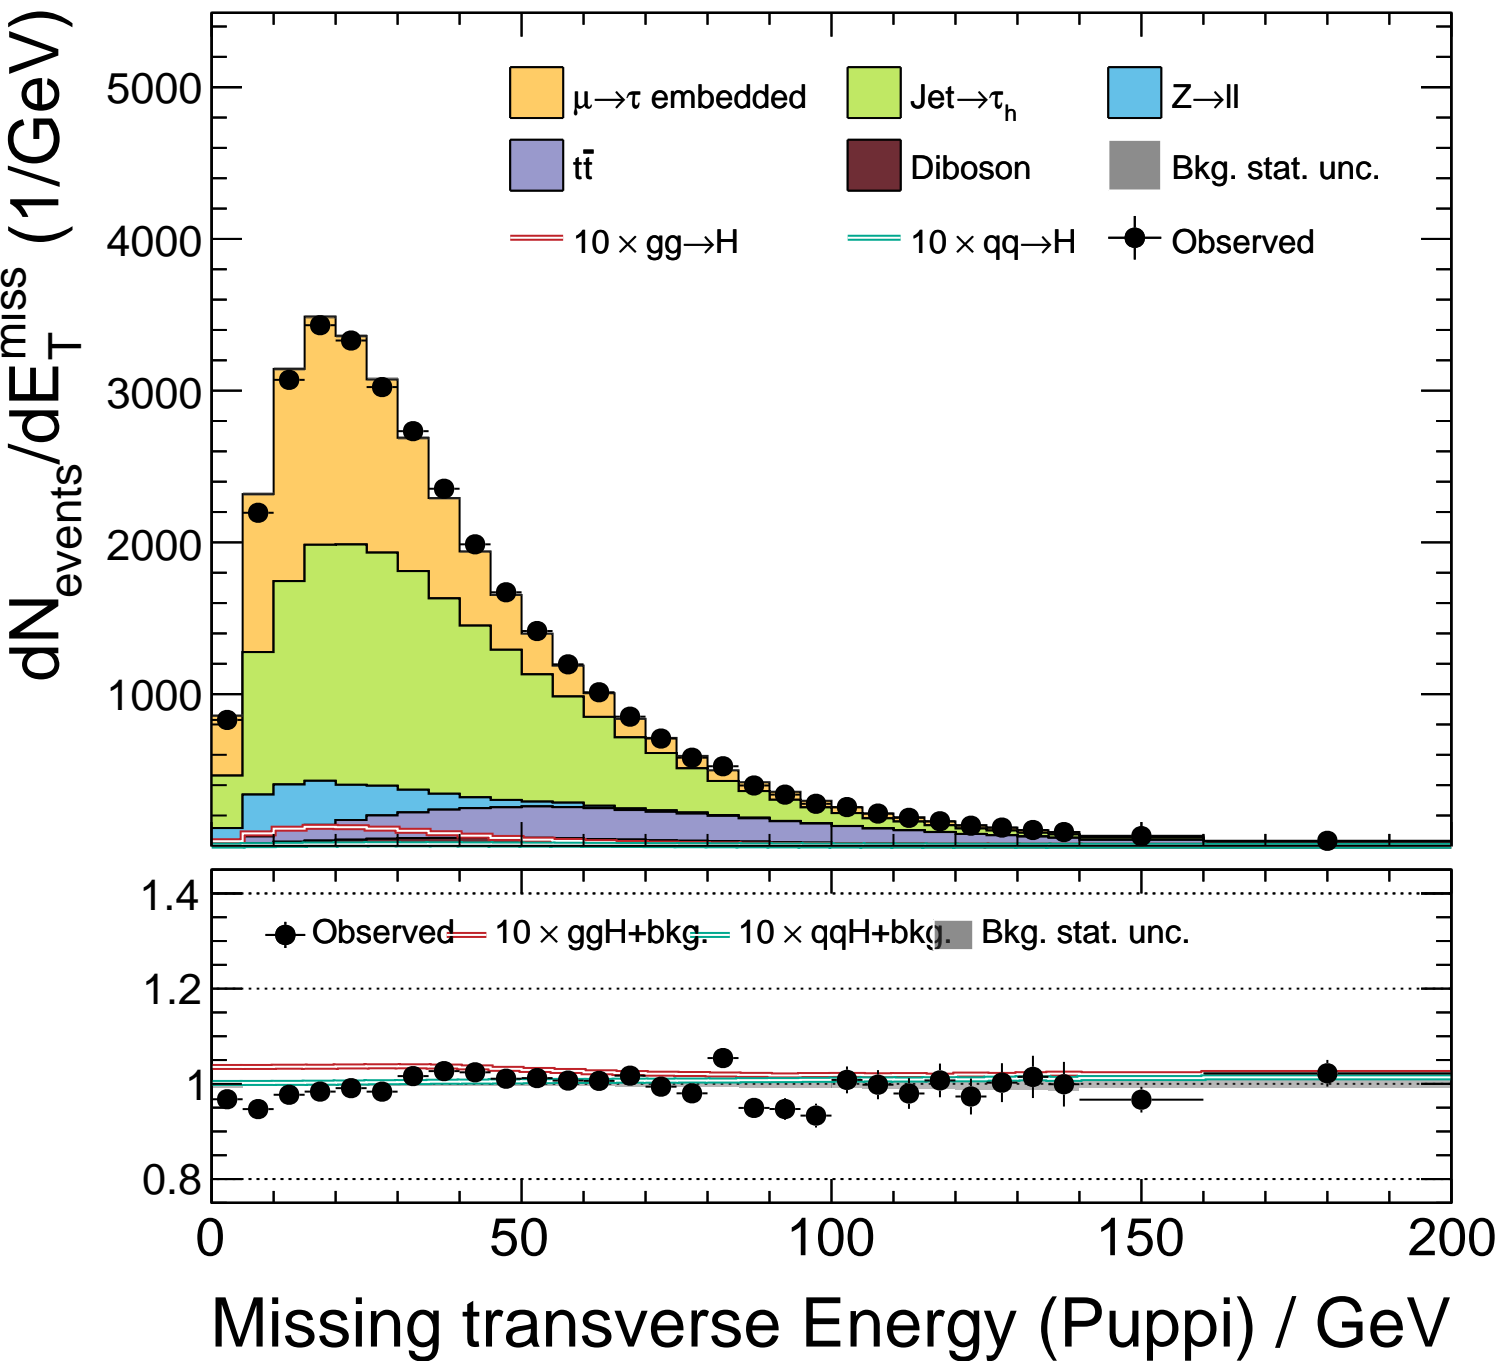 dN_events/dE_T^miss (1/GeV)
5000
4000
3000
2000
1000
μ→τ embedded
Jet→τ_h
Z→ll
tt̄
Diboson
Bkg. stat. unc.
10 × gg→H
10 × qq→H
Observed
1.4
1.2
1
0.8
Observed
10 × ggH+bkg.
10 × qqH+bkg.
Bkg. stat. unc.
0
50
100
150
200
Missing transverse Energy (Puppi) / GeV